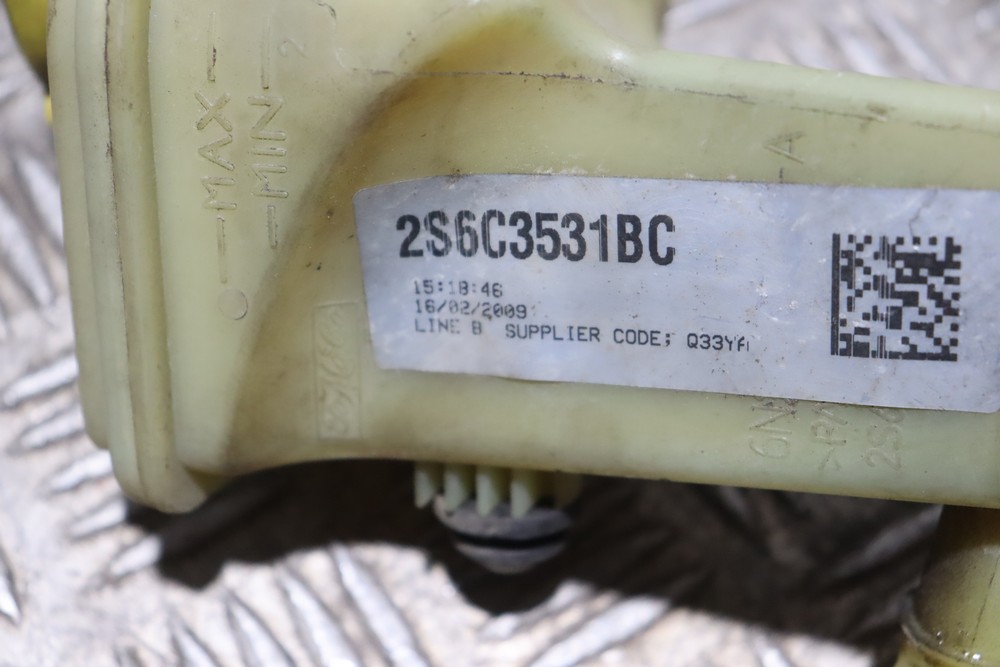 MAX
MIN
A
2S6C3531BC
15:18:46
16/02/2009
LINE B SUPPLIER CODE; Q33YA